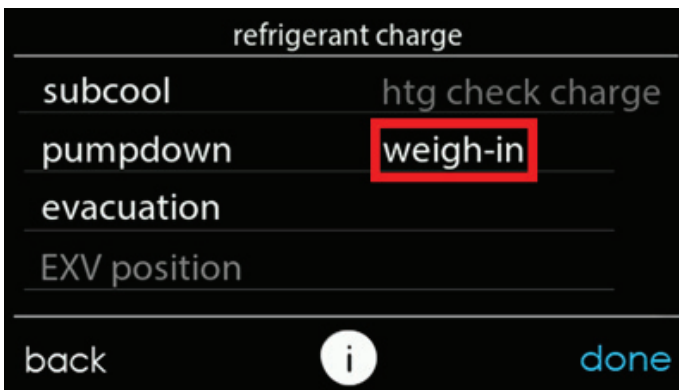 refrigerant charge
subcool
htg check charge
pumpdown
weigh-in
evacuation
EXV position
back
i
done